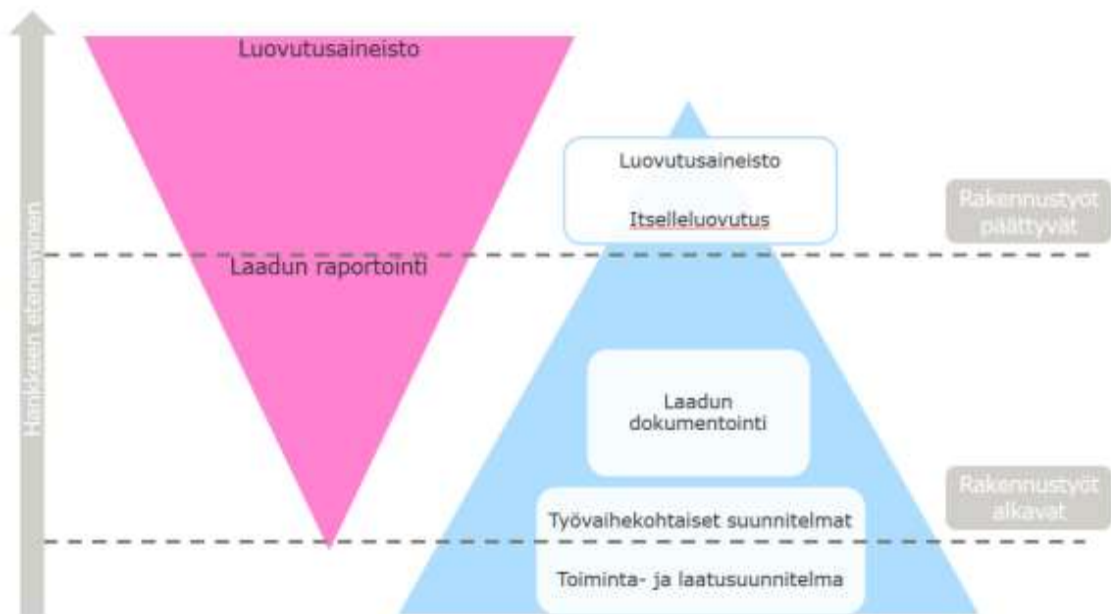 Hankkeen eteneminen
Luovutusaineisto
Laadun raportointi
Luovutusaineisto
Itselleluovutus
Laadun
dokumentointi
Työvaihekohtaiset suunnitelmat
Toiminta- ja laatusuunnitelma
Rakennustyöt
päättyvät
Rakennustyöt
alkavat